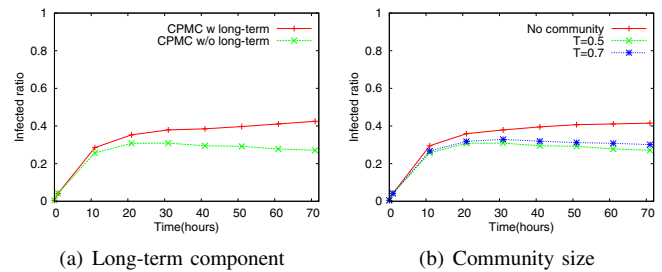 1
0.8
0.6
0.4
0.2
0
Infected ratio
CPMC w long-term
CPMC w/o long-term
0 10 20 30 40 50 60 70
Time(hours)
(a) Long-term component
1
0.8
0.6
0.4
0.2
0
Infected ratio
No community
T=0.5
T=0.7
0 10 20 30 40 50 60 70
Time(hours)
(b) Community size